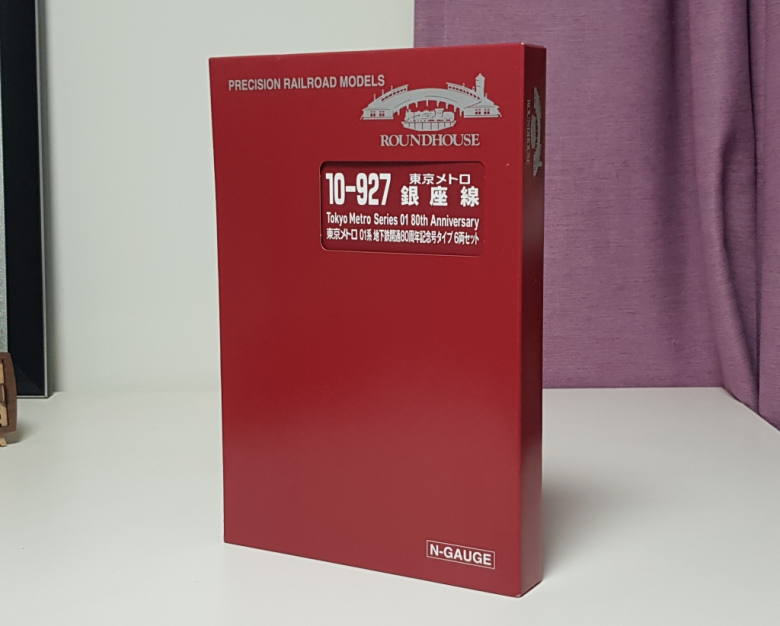 PRECISION RAILROAD MODELS
ROUNDHOUSE
10-927 東京メトロ
銀座線
Tokyo Metro Series 01 80th Anniversary
東京メトロ 01系 地下鉄開通80周年記念号タイプ 6両セット
N-GAUGE
ROUNDHOUSE